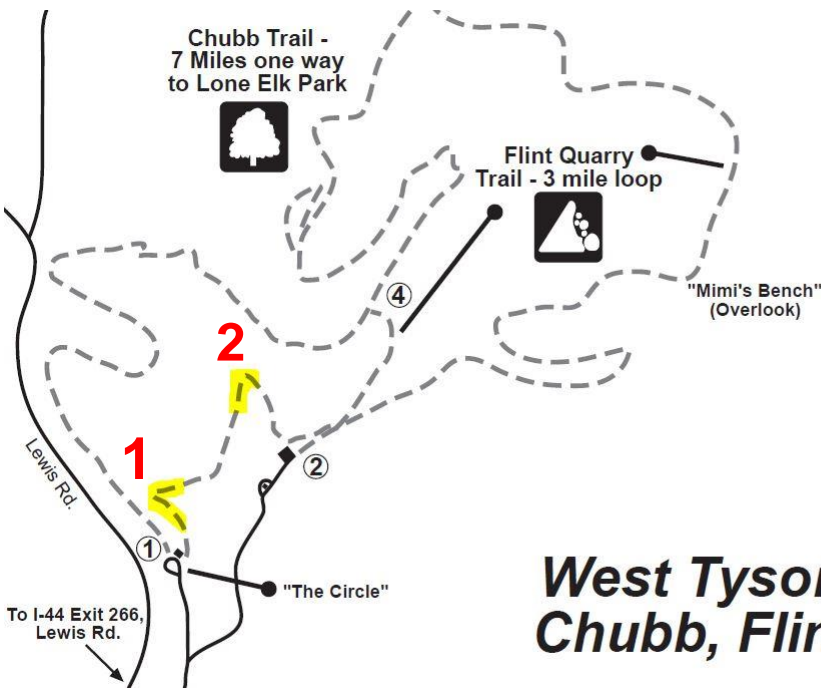 Chubb Trail -
7 Miles one way
to Lone Elk Park
Flint Quarry
Trail - 3 mile loop
4
"Mimi's Bench"
(Overlook)
2
1
Lewis Rd.
2
1
"The Circle"
To I-44 Exit 266,
Lewis Rd.
West Tyso
Chubb, Flin